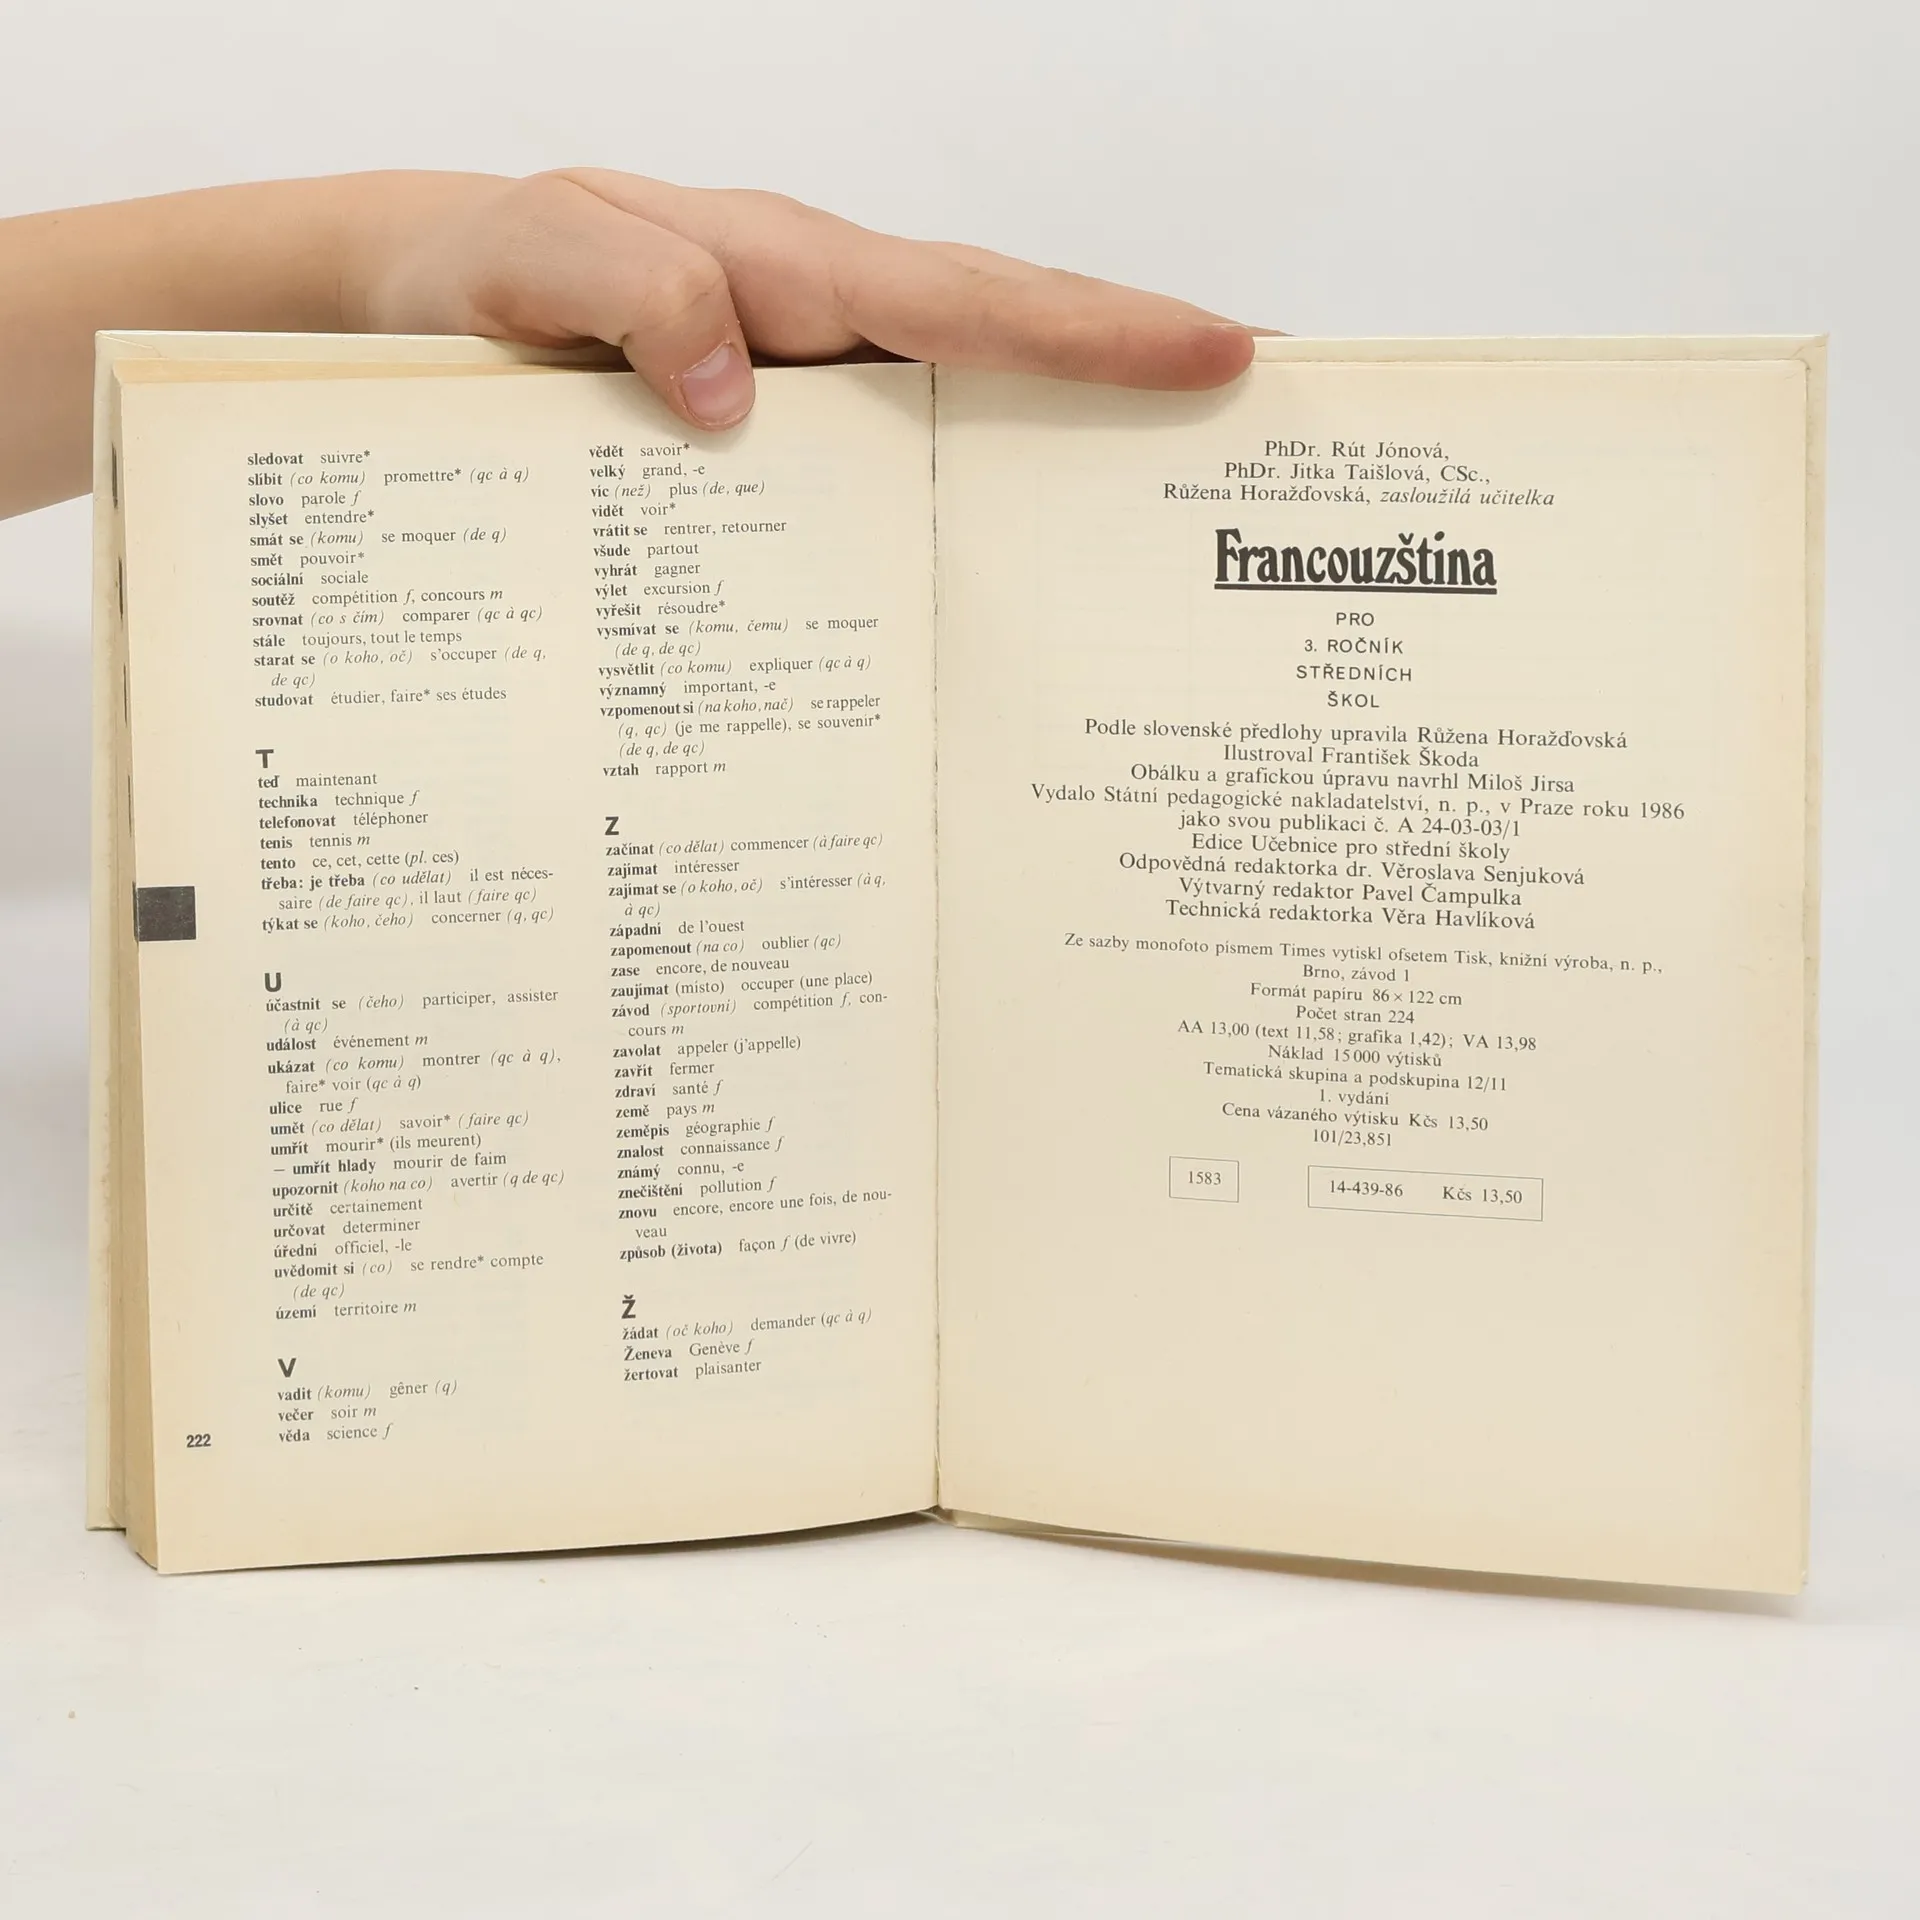 sledovat suivre*
slíbit (co komu) promettre* (qc à q)
slovo parole f
slyšet entendre*
smát se (komu) se moquer (de q)
smět pouvoir*
sociální sociale
soutěž compétition f, concours m
srovnat (co s čím) comparer (qc à qc)
stále toujours, tout le temps
starat se (o koho, oč) s'occuper (de q,
de qc)
studovat étudier, faire* ses études
T
teď maintenant
technika technique f
telefonovat téléphoner
tenis tennis m
tento ce, cet, cette (pl. ces)
třeba: je třeba (co udělat) il est néces-
saire (de faire qc), il laut (faire qc)
týkat se (koho, čeho) concerner (q, qc)
U
účastnit se (čeho) participer, assister
(à qc)
událost événement m
ukázat (co komu) montrer (qc à q),
faire* voir (qc à q)
ulice rue f
umět (co dělat) savoir* (faire qc)
umřít mourir* (ils meurent)
– umřít hlady mourir de faim
upozornit (koho na co) avertir (q de qc)
určitě certainement
určovat determiner
úřední officiel, -le
uvědomit si (co) se rendre* compte
(de qc)
území territoire m
V
vadit (komu) gêner (q)
večer soir m
věda science f
222
vědět savoir*
velký grand, -e
víc (než) plus (de, que)
vidět voir*
vrátit se rentrer, retourner
všude partout
vyhrát gagner
výlet excursion f
vyřešit résoudre*
vysmívat se (komu, čemu) se moquer
(de q, de qc)
vysvětlit (co komu) expliquer (qc à q)
významný important, -e
vzpomenout si (na koho, nač) se rappeler
(q, qc) (je me rappelle), se souvenir*
(de q, de qc)
vztah rapport m
Z
začínat (co dělat) commencer (à faire qc)
zajímat intéresser
zajímat se (o koho, oč) s'intéresser (à q,
à qc)
západní de l'ouest
zapomenout (na co) oublier (qc)
zase encore, de nouveau
zaujímat (místo) occuper (une place)
závod (sportovní) compétition f, con-
cours m
zavolat appeler (j'appelle)
zavřít fermer
zdraví santé f
země pays m
zeměpis géographie f
znalost connaissance f
známý connu, -e
znečištění pollution f
znovu encore, encore une fois, de nou-
veau
způsob (života) façon f (de vivre)
Ž
žádat (oč koho) demander (qc à q)
Ženeva Genève f
žertovat plaisanter
PhDr. Rút Jónová,
PhDr. Jitka Taišlová, CSc.,
Růžena Horažďovská, zasloužilá učitelka
Francouzština
PRO
3. ROČNÍK
STŘEDNÍCH
ŠKOL
Podle slovenské předlohy upravila Růžena Horažďovská
Ilustroval František Škoda
Obálku a grafickou úpravu navrhl Miloš Jirsa
Vydalo Státní pedagogické nakladatelství, n. p., v Praze roku 1986
jako svou publikaci č. A 24-03-03/1
Edice Učebnice pro střední školy
Odpovědná redaktorka dr. Věroslava Senjuková
Výtvarný redaktor Pavel Čampulka
Technická redaktorka Věra Havlíková
Ze sazby monofoto písmem Times vytiskl ofsetem Tisk, knižní výroba, n. p.,
Brno, závod 1
Formát papíru 86 × 122 cm
Počet stran 224
AA 13,00 (text 11,58; grafika 1,42); VA 13,98
Náklad 15 000 výtisků
Tematická skupina a podskupina 12/11
1. vydání
Cena vázaného výtisku Kčs 13,50
101/23,851
1583
14-439-86 Kčs 13,50